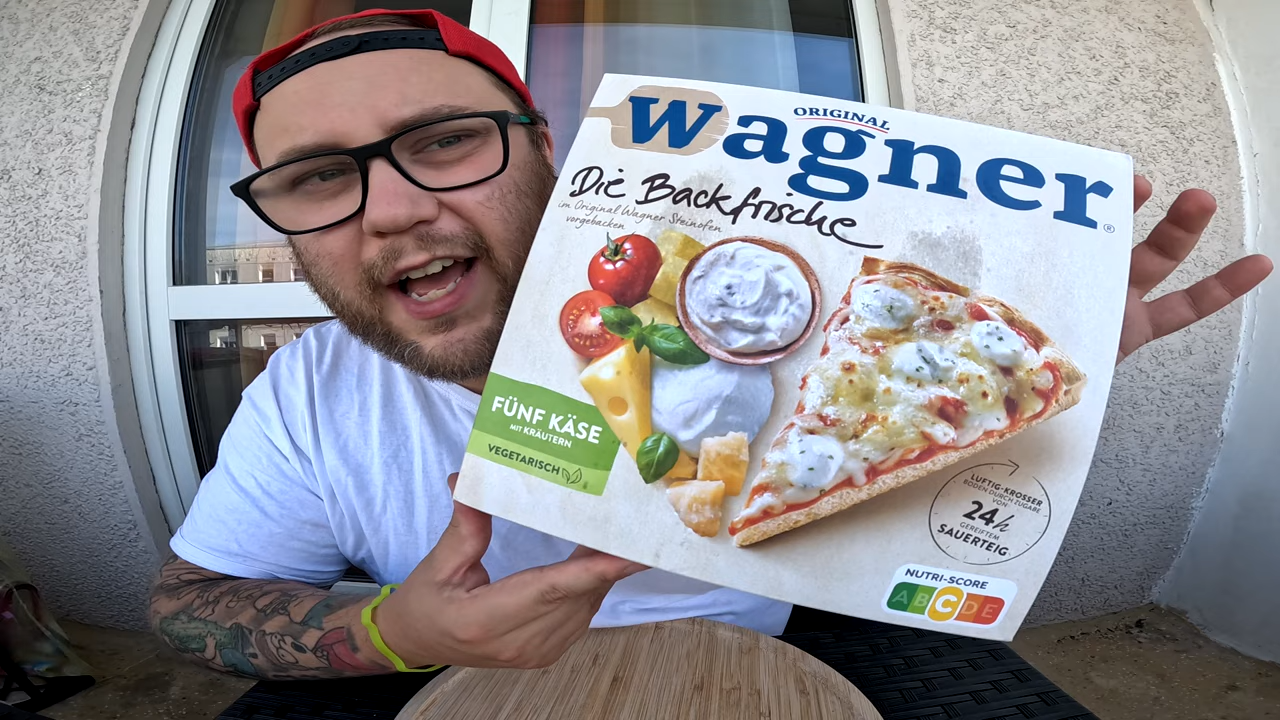 ORIGINAL
Wagner®
Die Backfrische
im Original Wagner Steinofen
vorgebacken
FÜNF KÄSE
MIT KRÄUTERN
VEGETARISCH
LUFTIG-KROSSER
BODEN DURCH ZUGABE
VON
24h
GEREIFTEM
SAUERTEIG
NUTRI-SCORE
ABCDE